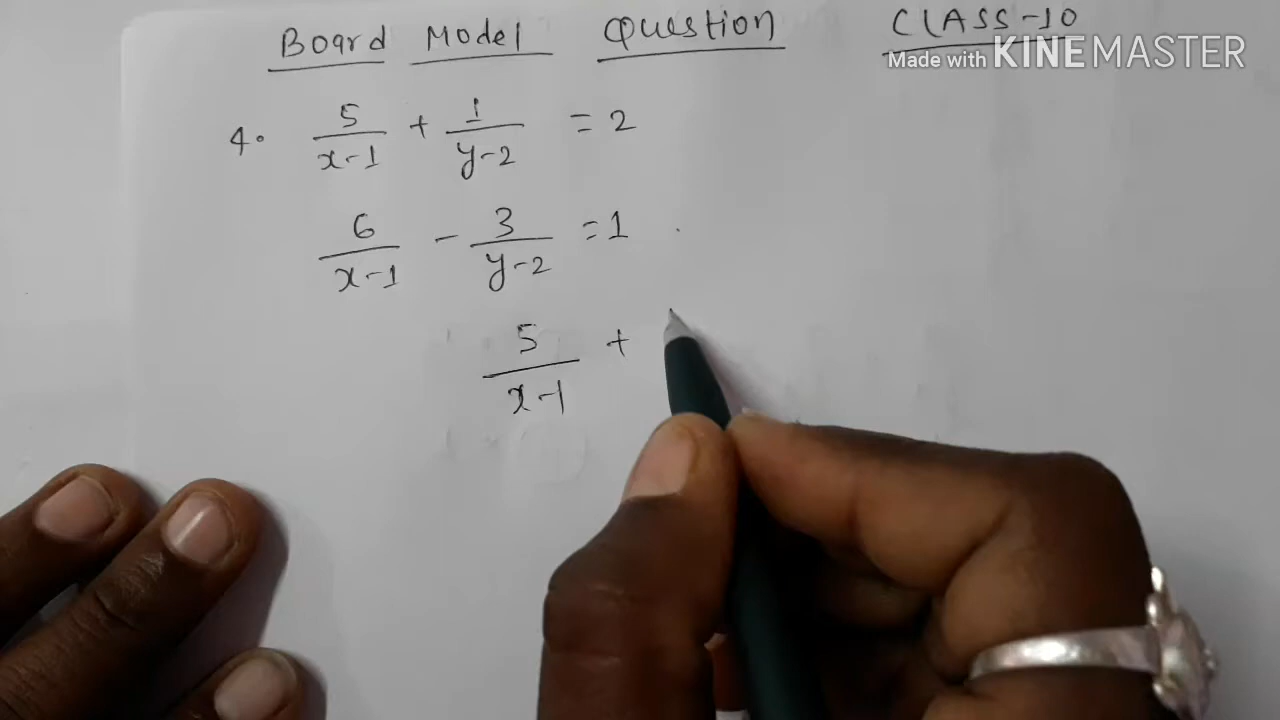 Board Model Question CLASS-10
Made with KINEMASTER
4. 5/(x-1) + 1/(y-2) = 2
6/(x-1) - 3/(y-2) = 1
5/(x-1) +